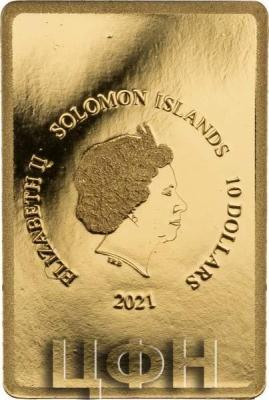 ELIZABETH II SOLOMON ISLANDS 10 DOLLARS
2021
ЦФН